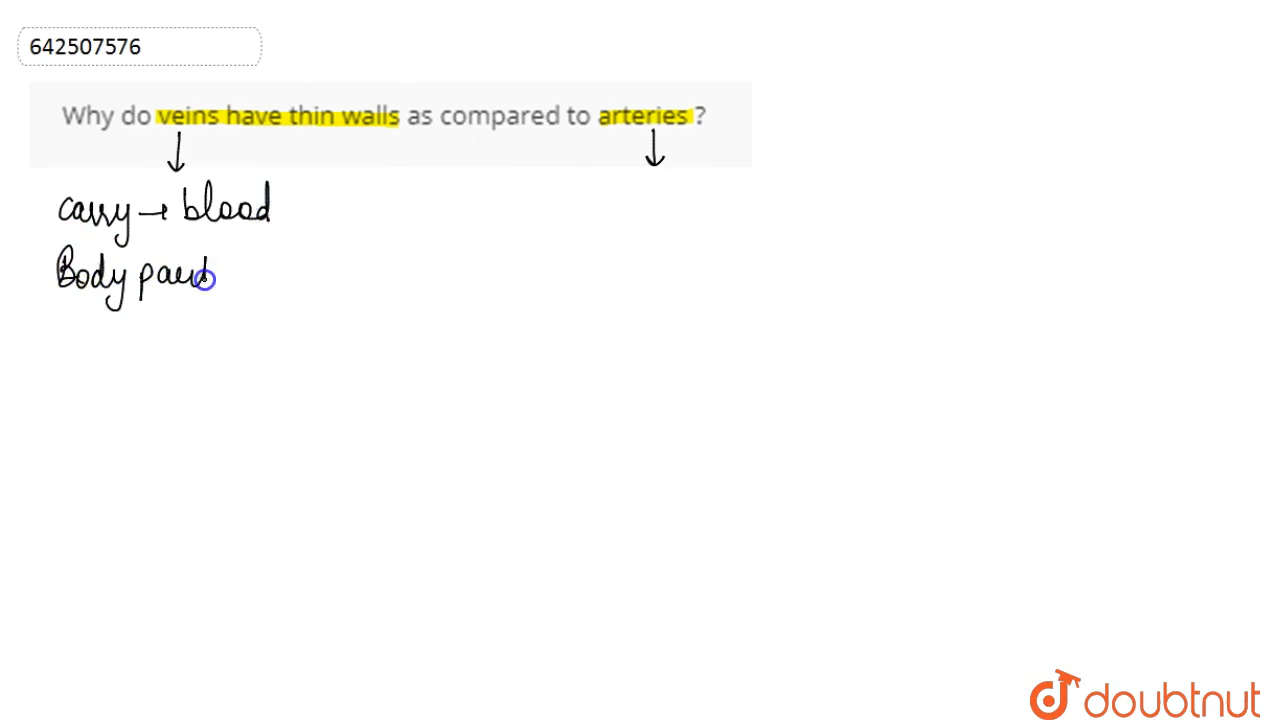 642507576
Why do veins have thin walls as compared to arteries ?
carry → blood
Body part
doubtnut